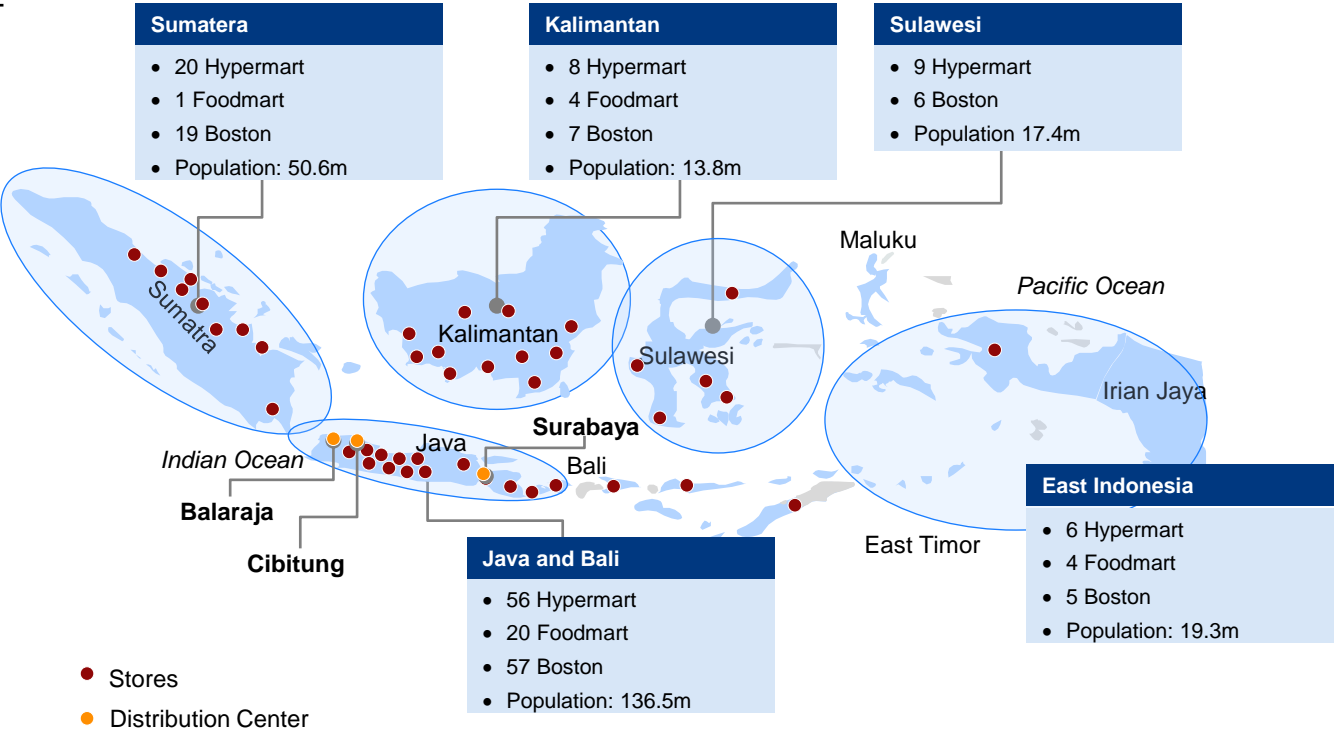 Sumatera
• 20 Hypermart
• 1 Foodmart
• 19 Boston
• Population: 50.6m
Kalimantan
• 8 Hypermart
• 4 Foodmart
• 7 Boston
• Population: 13.8m
Sulawesi
• 9 Hypermart
• 6 Boston
• Population 17.4m
Maluku
Pacific Ocean
Sumatra
Kalimantan
Sulawesi
Irian Jaya
Surabaya
Java
Indian Ocean
Bali
Balaraja
Cibitung
East Timor
East Indonesia
• 6 Hypermart
• 4 Foodmart
• 5 Boston
• Population: 19.3m
Java and Bali
• 56 Hypermart
• 20 Foodmart
• 57 Boston
• Population: 136.5m
Stores
Distribution Center